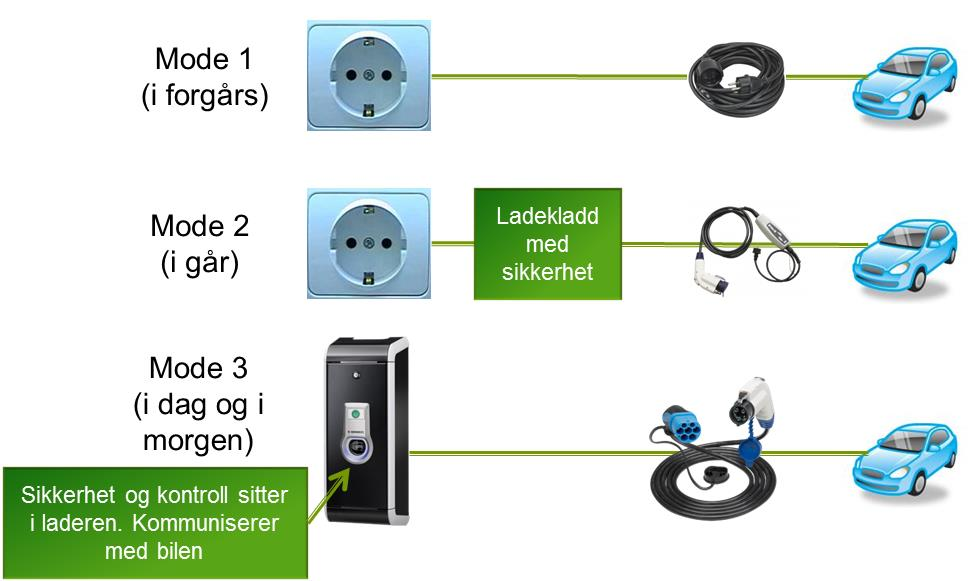 Mode 1
(i forgårs)
Mode 2
(i går)
Ladekladd
med
sikkerhet
Mode 3
(i dag og i
morgen)
Sikkerhet og kontroll sitter
i laderen. Kommuniserer
med bilen